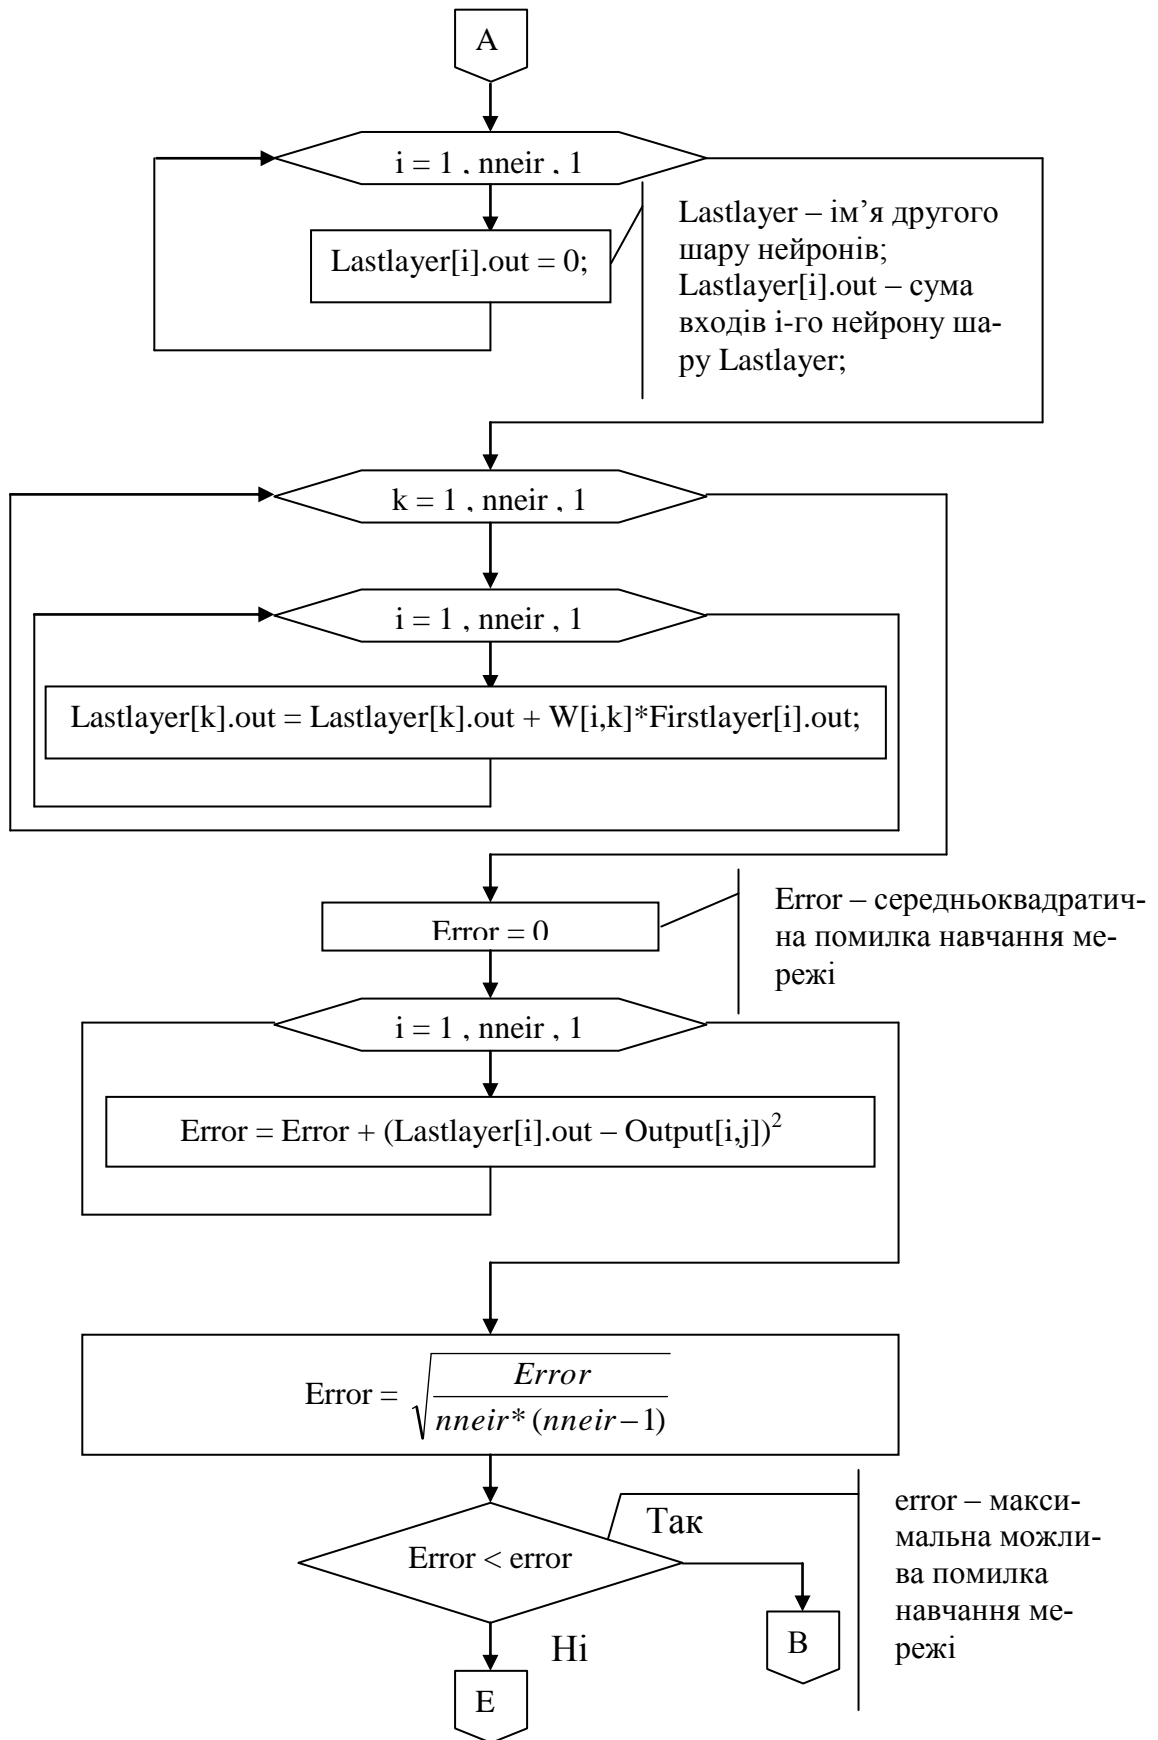 A
i = 1 , nneir , 1
Lastlayer[i].out = 0;
Lastlayer – ім’я другого
шару нейронів;
Lastlayer[i].out – сума
входів і-го нейрону ша-
ру Lastlayer;
k = 1 , nneir , 1
i = 1 , nneir , 1
Lastlayer[k].out = Lastlayer[k].out + W[i,k]*Firstlayer[i].out;
Error = 0
Error – середньоквадратич-
на помилка навчання ме-
режі
i = 1 , nneir , 1
Error = Error + (Lastlayer[i].out – Output[i,j])²
Error = √(Error / nneir* (nneir – 1))
Error < error
Так
error – макси-
мальна можли-
ва помилка
навчання ме-
режі
В
Ні
Е